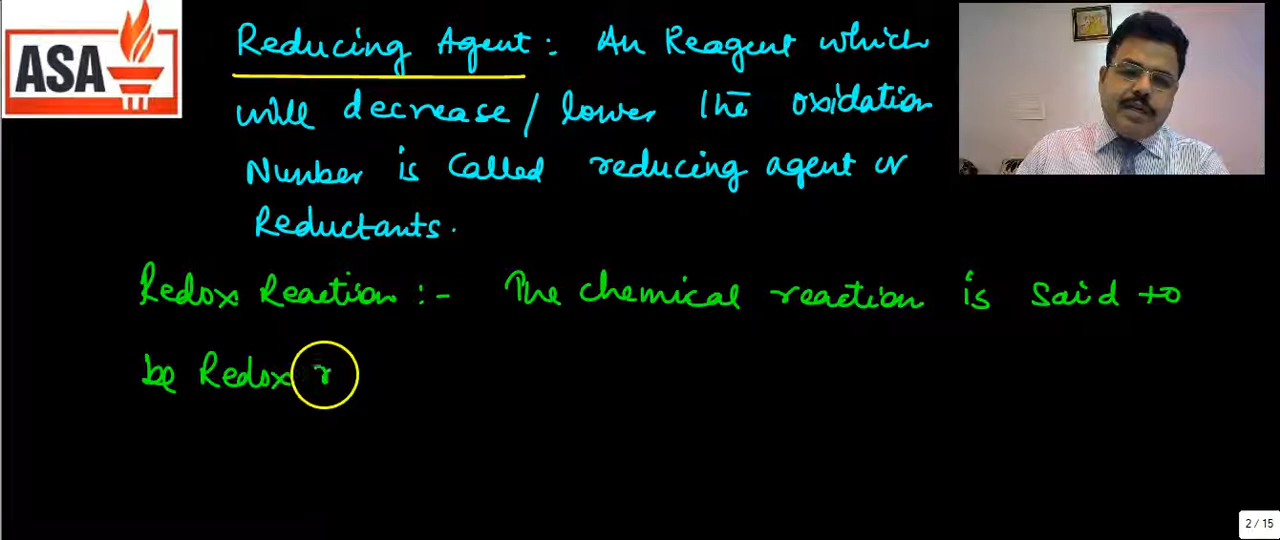 ASA
Reducing Agent : An Reagent which
will decrease / lower The oxidation
Number is called reducing agent or
Reductants.
Redox Reaction :- The chemical reaction is said to
be Redox r
2 / 15